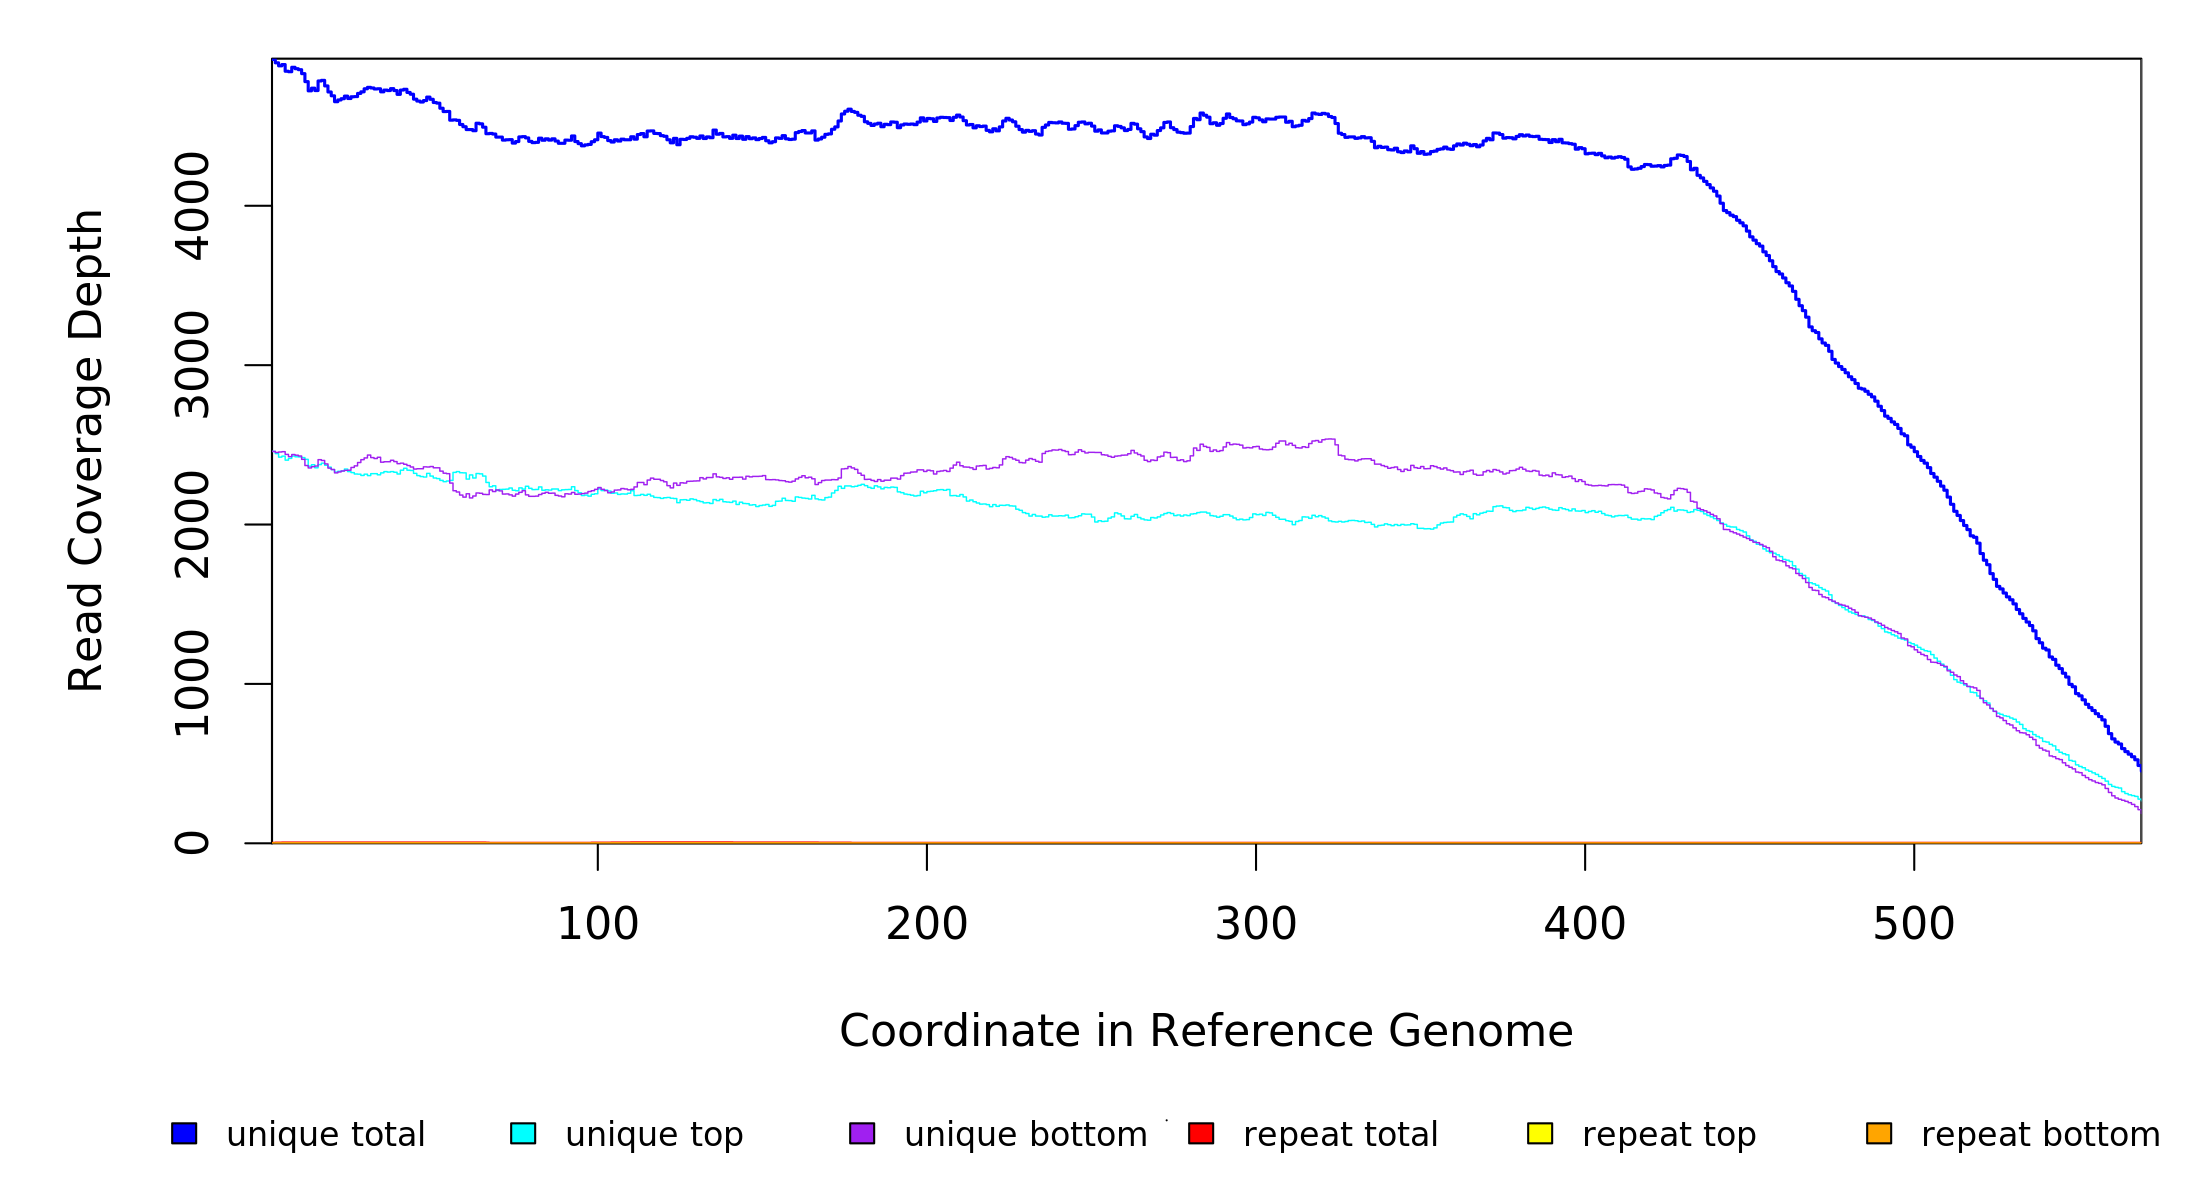 Read Coverage Depth
4000
3000
2000
1000
0
100 200 300 400 500
Coordinate in Reference Genome
unique total unique top unique bottom repeat total repeat top repeat bottom